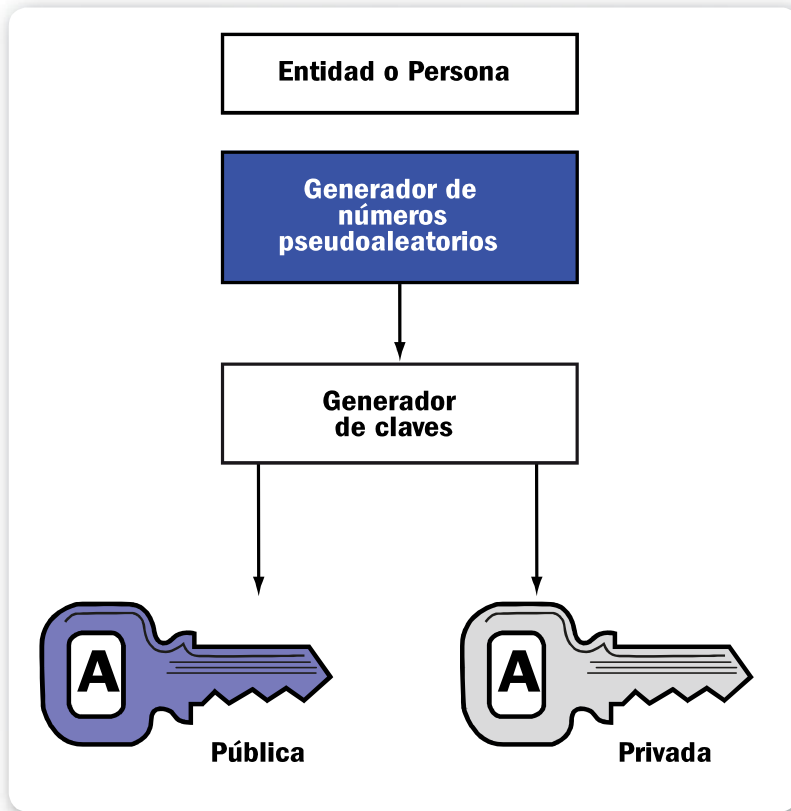 Entidad o Persona
Generador de
números
pseudoaleatorios
Generador
de claves
A
A
Pública
Privada